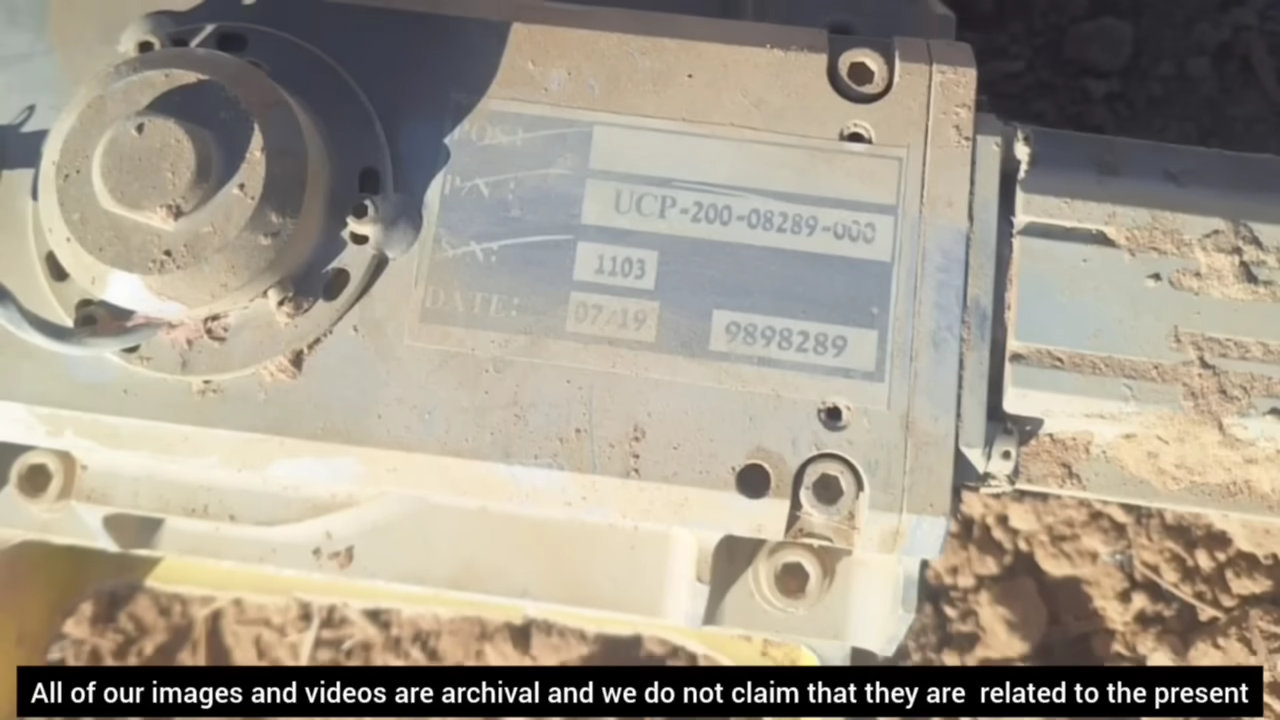 UCP-200-08289-000
1103
DATE: 07/19 9898289
All of our images and videos are archival and we do not claim that they are related to the present